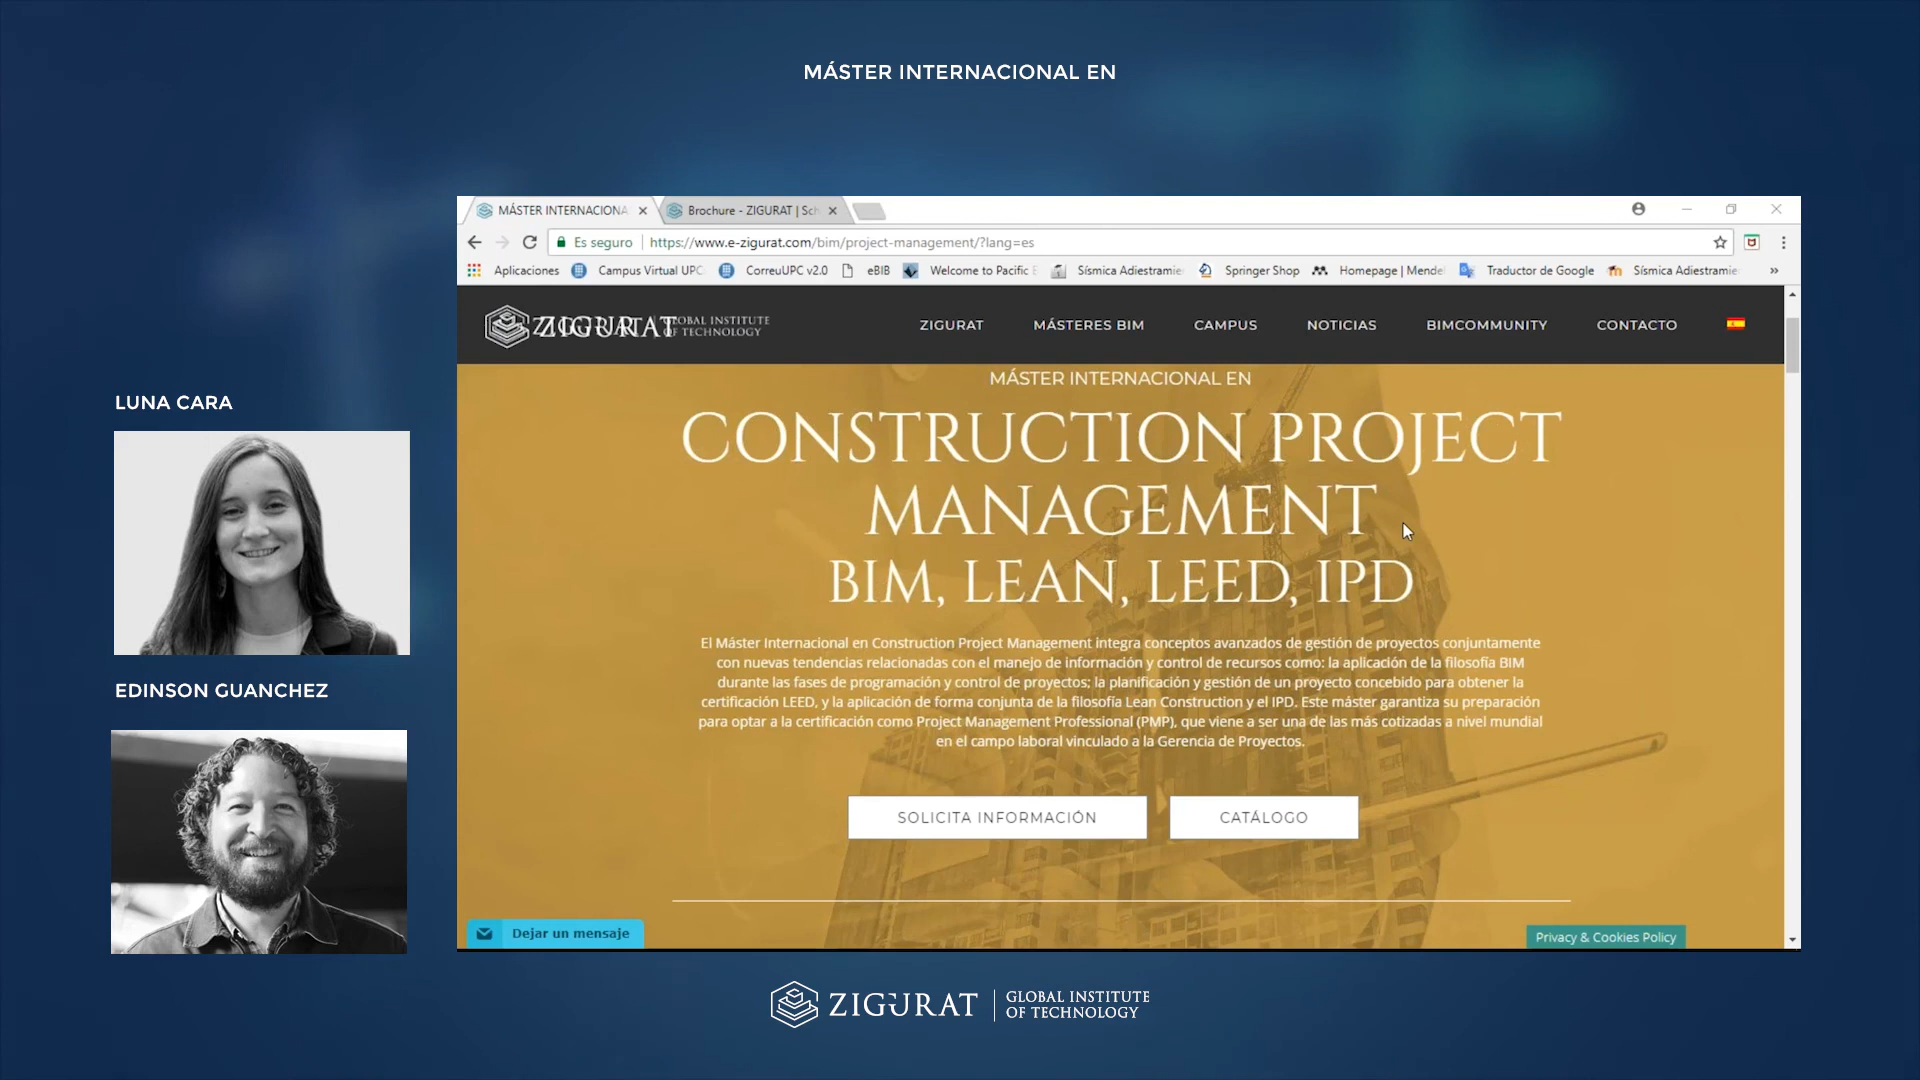 MÁSTER INTERNACIONAL EN
MÁSTER INTERNACIONA
Brochure - ZIGURAT | Sch
Es seguro
https://www.e-zigurat.com/bim/project-management/?lang=es
Aplicaciones
Campus Virtual UPC
CorreuUPC v2.0
eBIB
Welcome to Pacific E
Sísmica Adiestramie
Springer Shop
Homepage | Mende
Traductor de Google
Sísmica Adiestramie
»
ZIGURAT
GLOBAL INSTITUTE
OF TECHNOLOGY
ZIGURAT
MÁSTERES BIM
CAMPUS
NOTICIAS
BIMCOMMUNITY
CONTACTO
MÁSTER INTERNACIONAL EN
CONSTRUCTION PROJECT
MANAGEMENT
BIM, LEAN, LEED, IPD
El Máster Internacional en Construction Project Management integra conceptos avanzados de gestión de proyectos conjuntamente
con nuevas tendencias relacionadas con el manejo de información y control de recursos como: la aplicación de la filosofía BIM
durante las fases de programación y control de proyectos; la planificación y gestión de un proyecto concebido para obtener la
certificación LEED, y la aplicación de forma conjunta de la filosofía Lean Construction y el IPD. Este máster garantiza su preparación
para optar a la certificación como Project Management Professional (PMP), que viene a ser una de las más cotizadas a nivel mundial
en el campo laboral vinculado a la Gerencia de Proyectos.
SOLICITA INFORMACIÓN
CATÁLOGO
Dejar un mensaje
Privacy & Cookies Policy
LUNA CARA
EDINSON GUANCHEZ
ZIGURAT
GLOBAL INSTITUTE
OF TECHNOLOGY